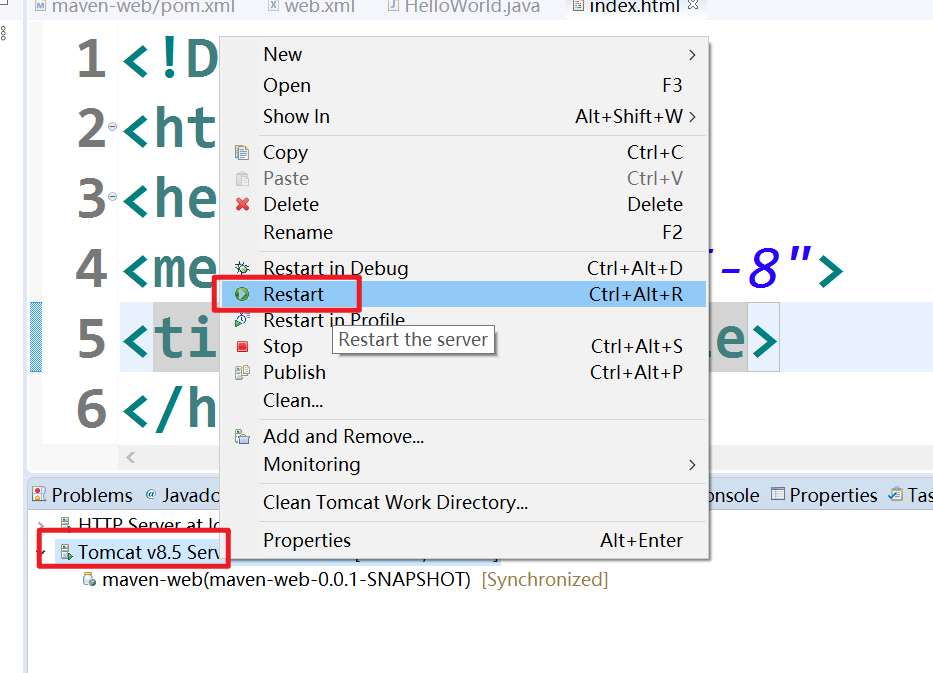 maven-web/pom.xml web.xml HelloWorld.java index.html
1 <!D
2 <ht
3 <he
4 <me -8">
5 <ti e>
6 </h
New
Open F3
Show In Alt+Shift+W
Copy Ctrl+C
Paste Ctrl+V
Delete Delete
Rename F2
Restart in Debug Ctrl+Alt+D
Restart Ctrl+Alt+R
Restart in Profile
Restart the server
Stop Ctrl+Alt+S
Publish Ctrl+Alt+P
Clean...
Add and Remove...
Monitoring
Clean Tomcat Work Directory...
Properties Alt+Enter
Problems @ Javado onsole Properties Tas
HTTP Server at lo
Tomcat v8.5 Serv
maven-web(maven-web-0.0.1-SNAPSHOT) [Synchronized]